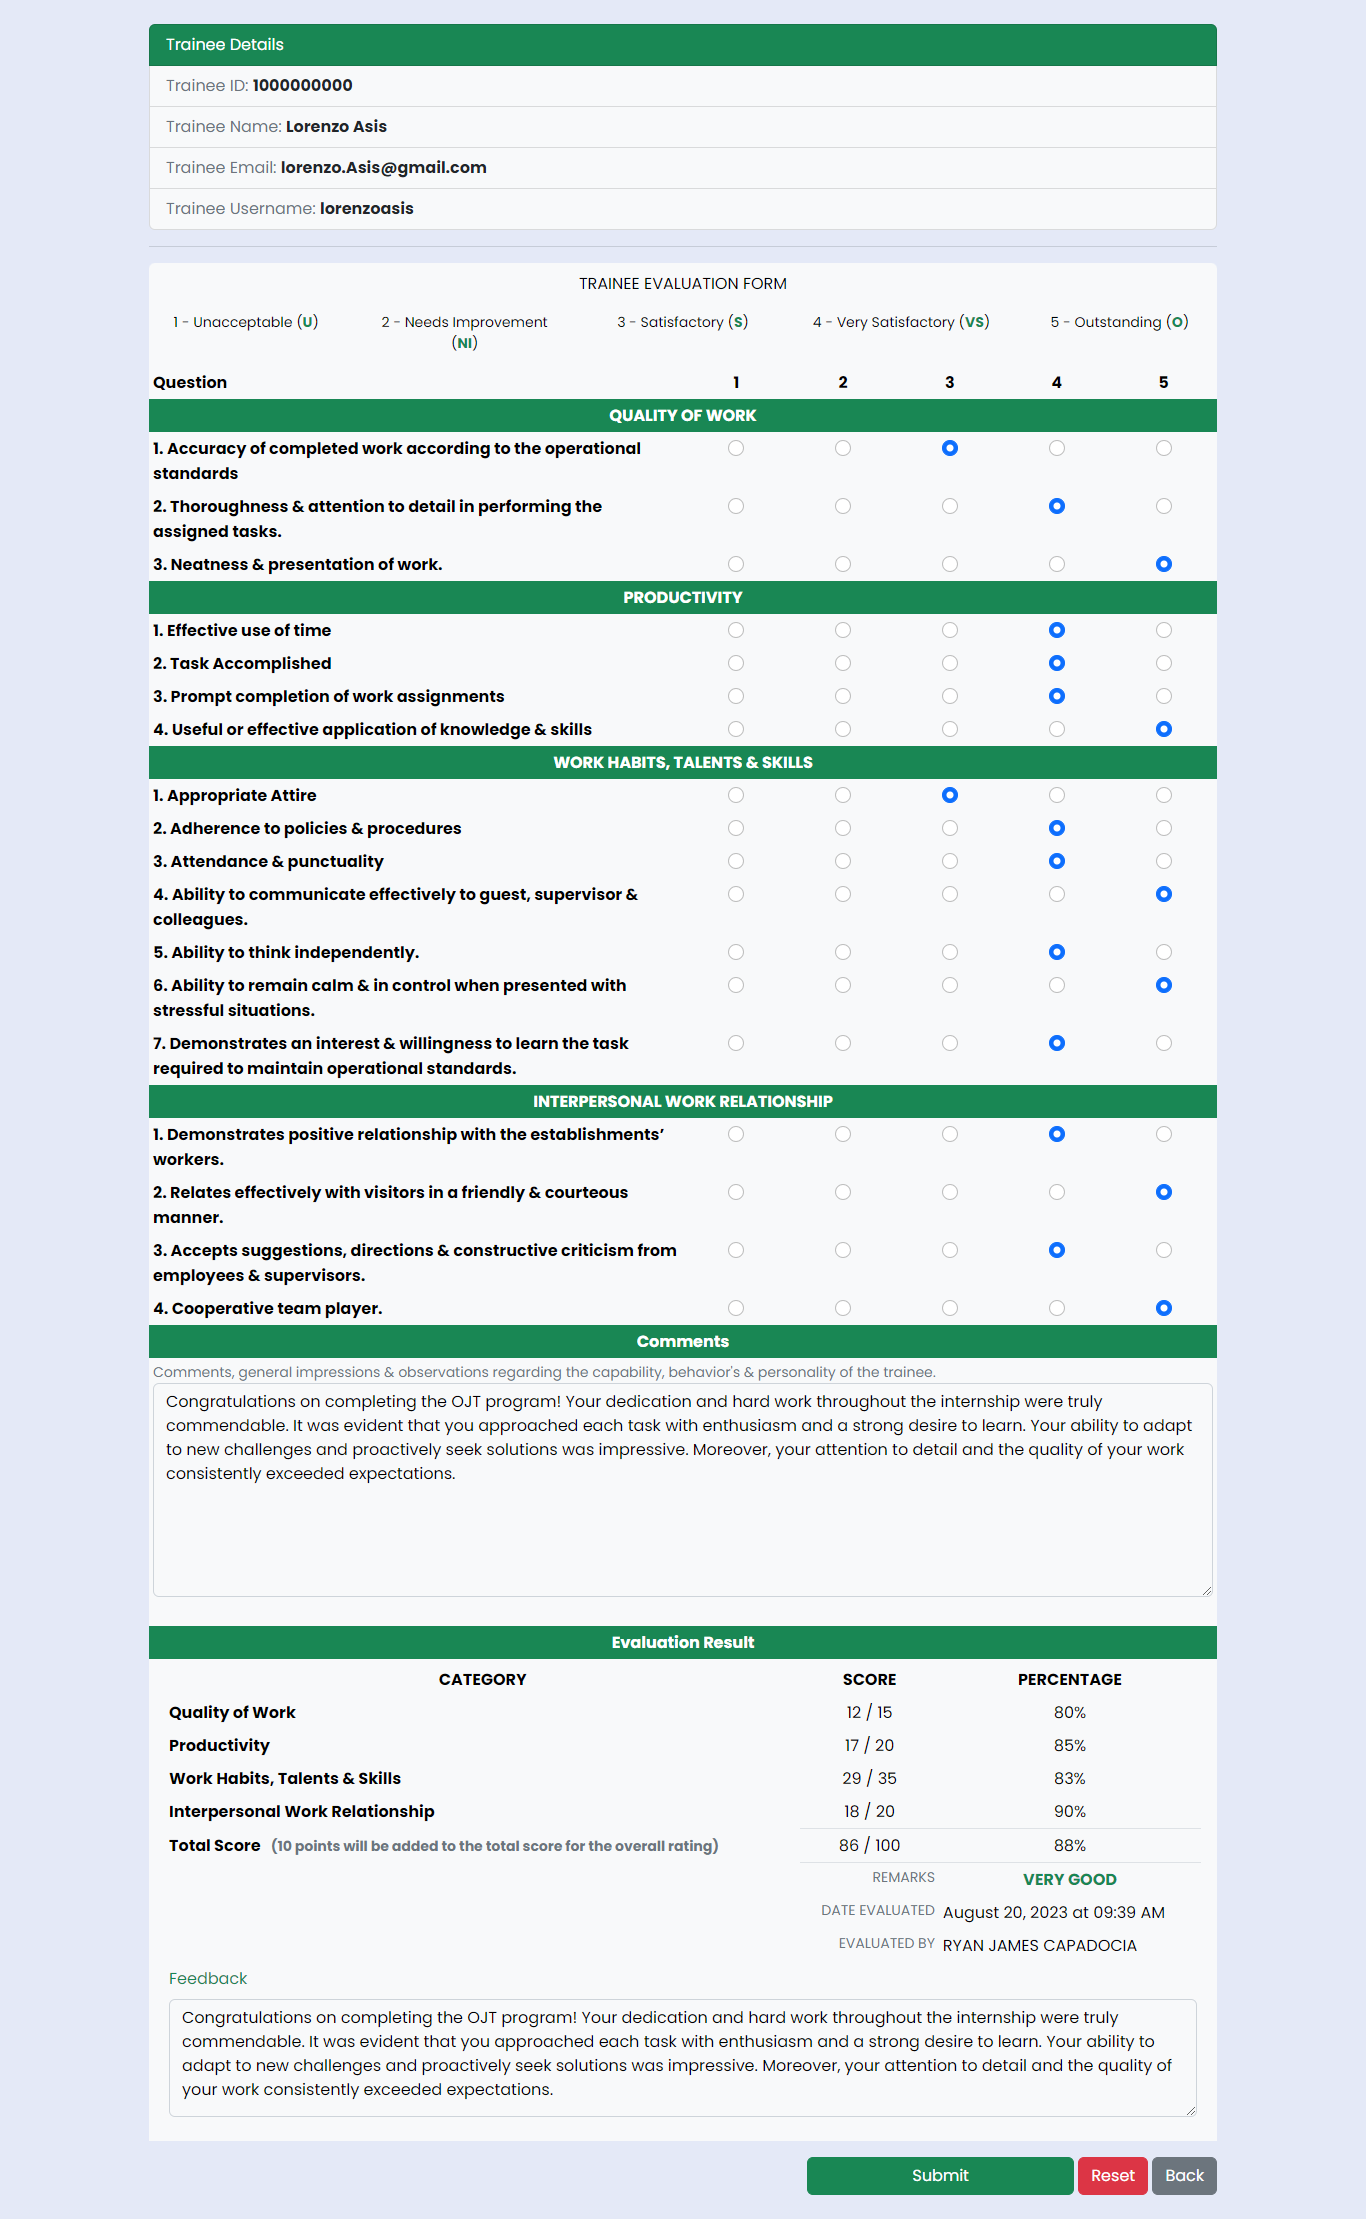 Trainee Details
Trainee ID: 1000000000
Trainee Name: Lorenzo Asis
Trainee Email: lorenzo.Asis@gmail.com
Trainee Username: lorenzoasis
TRAINEE EVALUATION FORM
1 - Unacceptable (U)
2 - Needs Improvement
(NI)
3 - Satisfactory (S)
4 - Very Satisfactory (VS)
5 - Outstanding (O)
Question 1 2 3 4 5
QUALITY OF WORK
1. Accuracy of completed work according to the operational
standards
2. Thoroughness & attention to detail in performing the
assigned tasks.
3. Neatness & presentation of work.
PRODUCTIVITY
1. Effective use of time
2. Task Accomplished
3. Prompt completion of work assignments
4. Useful or effective application of knowledge & skills
WORK HABITS, TALENTS & SKILLS
1. Appropriate Attire
2. Adherence to policies & procedures
3. Attendance & punctuality
4. Ability to communicate effectively to guest, supervisor &
colleagues.
5. Ability to think independently.
6. Ability to remain calm & in control when presented with
stressful situations.
7. Demonstrates an interest & willingness to learn the task
required to maintain operational standards.
INTERPERSONAL WORK RELATIONSHIP
1. Demonstrates positive relationship with the establishments’
workers.
2. Relates effectively with visitors in a friendly & courteous
manner.
3. Accepts suggestions, directions & constructive criticism from
employees & supervisors.
4. Cooperative team player.
Comments
Comments, general impressions & observations regarding the capability, behavior's & personality of the trainee.
Congratulations on completing the OJT program! Your dedication and hard work throughout the internship were truly
commendable. It was evident that you approached each task with enthusiasm and a strong desire to learn. Your ability to adapt
to new challenges and proactively seek solutions was impressive. Moreover, your attention to detail and the quality of your work
consistently exceeded expectations.
Evaluation Result
CATEGORY SCORE PERCENTAGE
Quality of Work 12 / 15 80%
Productivity 17 / 20 85%
Work Habits, Talents & Skills 29 / 35 83%
Interpersonal Work Relationship 18 / 20 90%
Total Score (10 points will be added to the total score for the overall rating) 86 / 100 88%
REMARKS VERY GOOD
DATE EVALUATED August 20, 2023 at 09:39 AM
EVALUATED BY RYAN JAMES CAPADOCIA
Feedback
Congratulations on completing the OJT program! Your dedication and hard work throughout the internship were truly
commendable. It was evident that you approached each task with enthusiasm and a strong desire to learn. Your ability to
adapt to new challenges and proactively seek solutions was impressive. Moreover, your attention to detail and the quality of
your work consistently exceeded expectations.
Submit Reset Back